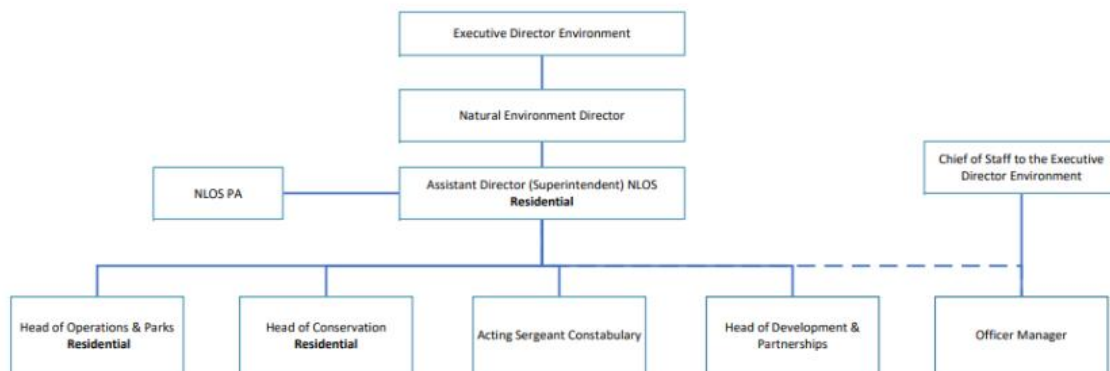 Executive Director Environment
Natural Environment Director
Chief of Staff to the Executive
Director Environment
NLOS PA
Assistant Director (Superintendent) NLOS
Residential
Head of Operations & Parks
Residential
Head of Conservation
Residential
Acting Sergeant Constabulary
Head of Development &
Partnerships
Officer Manager